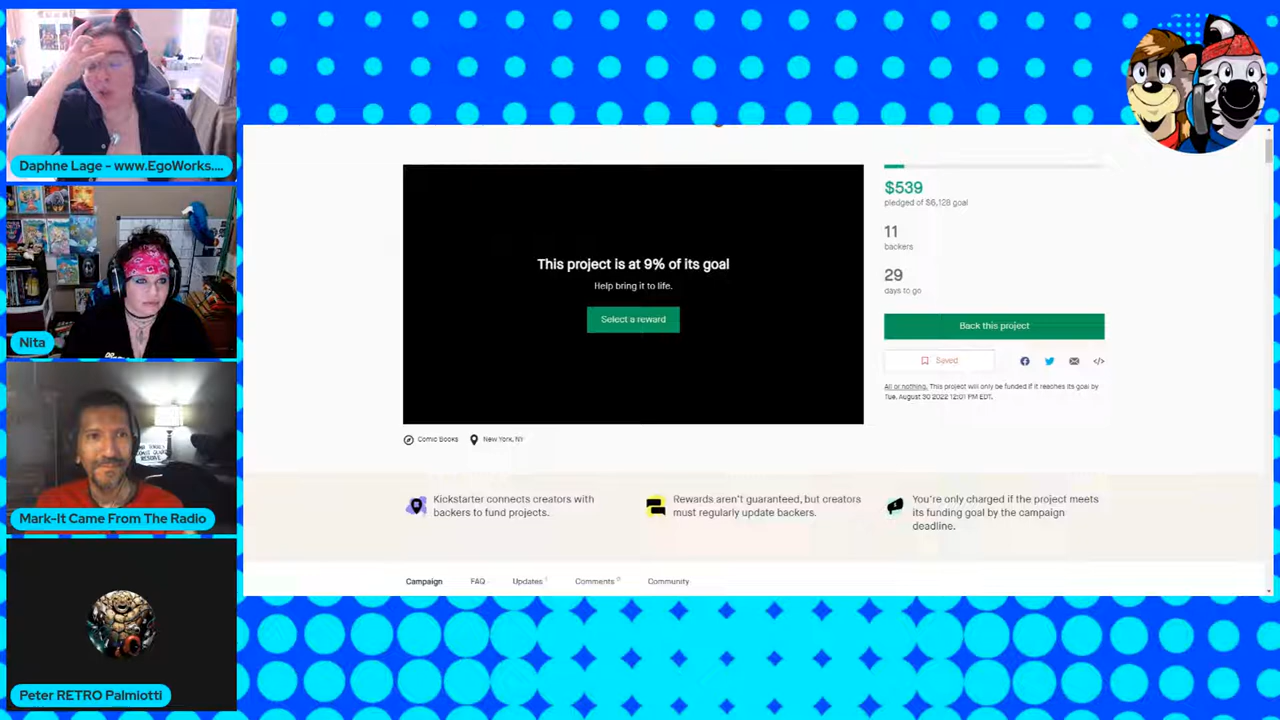 Daphne Lage - www.EgoWorks....
Nita
Mark-It Came From The Radio
Peter RETRO Palmiotti
This project is at 9% of its goal
Help bring it to life.
Select a reward
Comic Books
New York, NY
$539
pledged of $6,128 goal
11
backers
29
days to go
Back this project
Saved
All or nothing. This project will only be funded if it reaches its goal by
Tue, August 30 2022 12:01 PM EDT.
Kickstarter connects creators with
backers to fund projects.
Rewards aren't guaranteed, but creators
must regularly update backers.
You're only charged if the project meets
its funding goal by the campaign
deadline.
Campaign
FAQ
Updates 1
Comments 0
Community